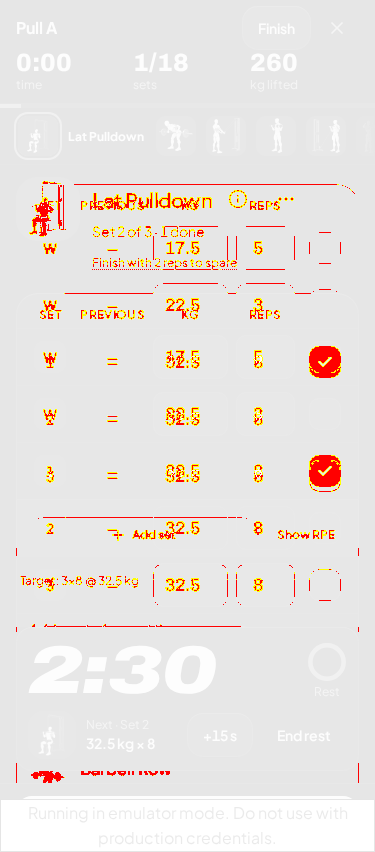 Pull A
Finish
0:00
1/18
260
time
sets
kg lifted
Lat Pulldown
Lat Pulldown
SET PREVIOUS KG REPS
Set 2 of 3 · 1 done
W – 17.5 5
Finish with 2 reps to spare
W – 22.5 3
SET PREVIOUS KG REPS
2 – 32.5 8
+ Add set
Show RPE
Target: 3×8 @ 32.5 kg
– 32.5 8
2:30
Rest
Next · Set 2
32.5 kg × 8
+15 s
End rest
Barbell Row
Running in emulator mode. Do not use with
production credentials.